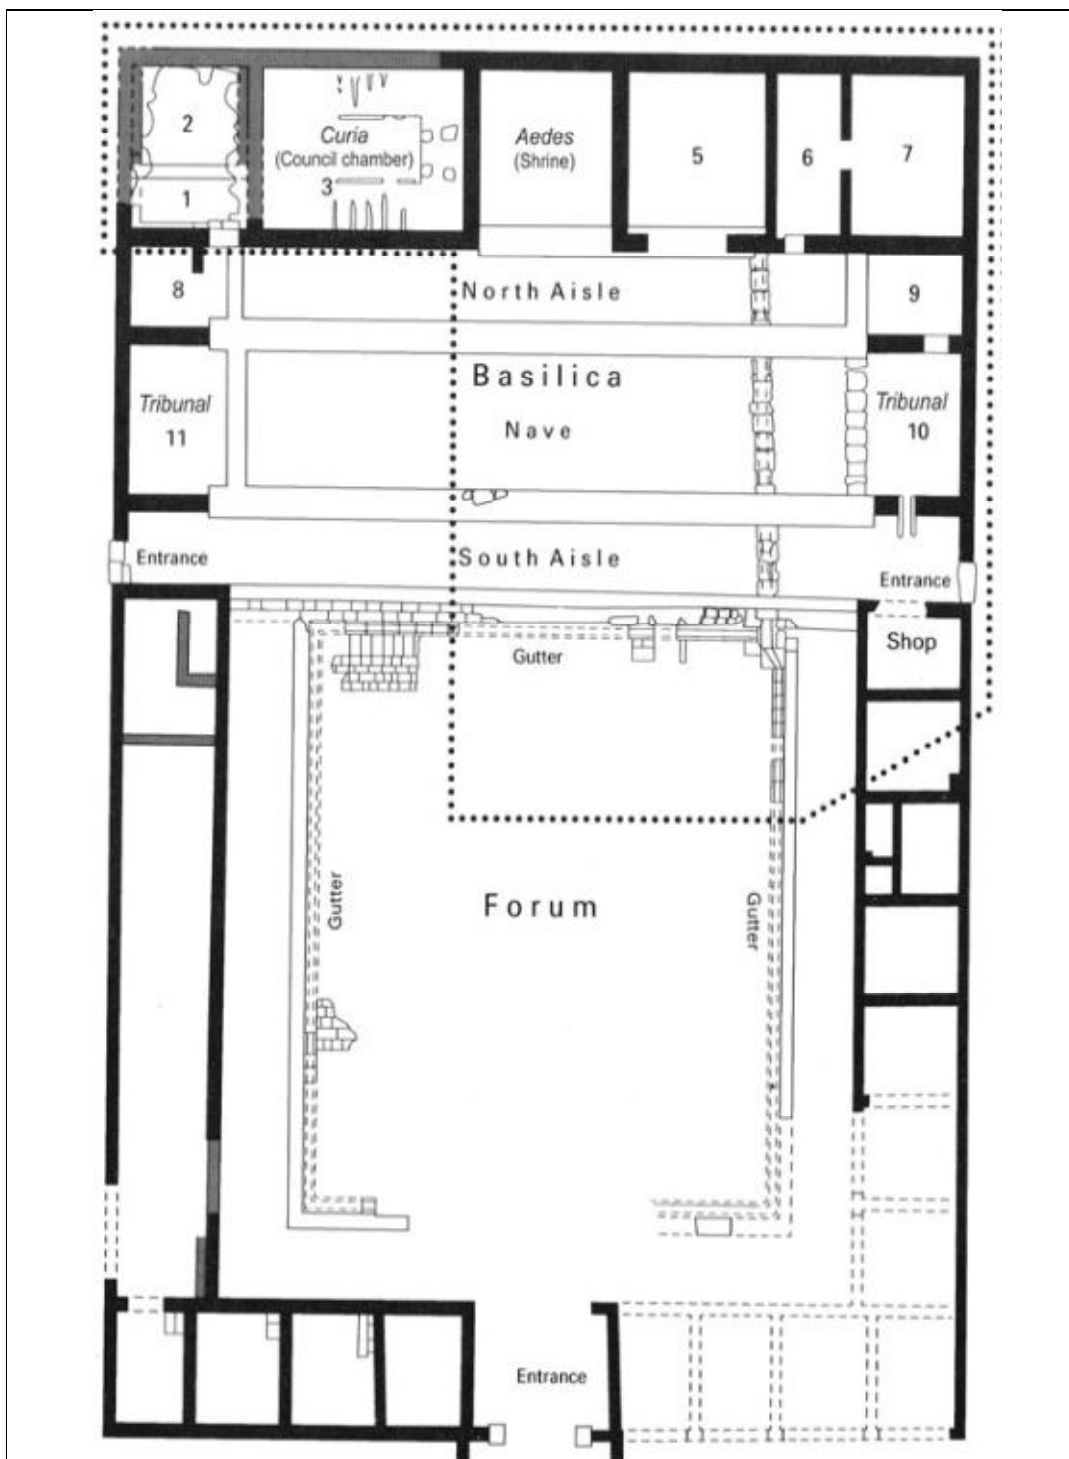 2
Curia
(Council chamber)
3
Aedes
(Shrine)
5
6
7
1
8
North Aisle
9
Basilica
Tribunal
11
Nave
Tribunal
10
Entrance
South Aisle
Entrance
Gutter
Shop
Gutter
Forum
Gutter
Entrance